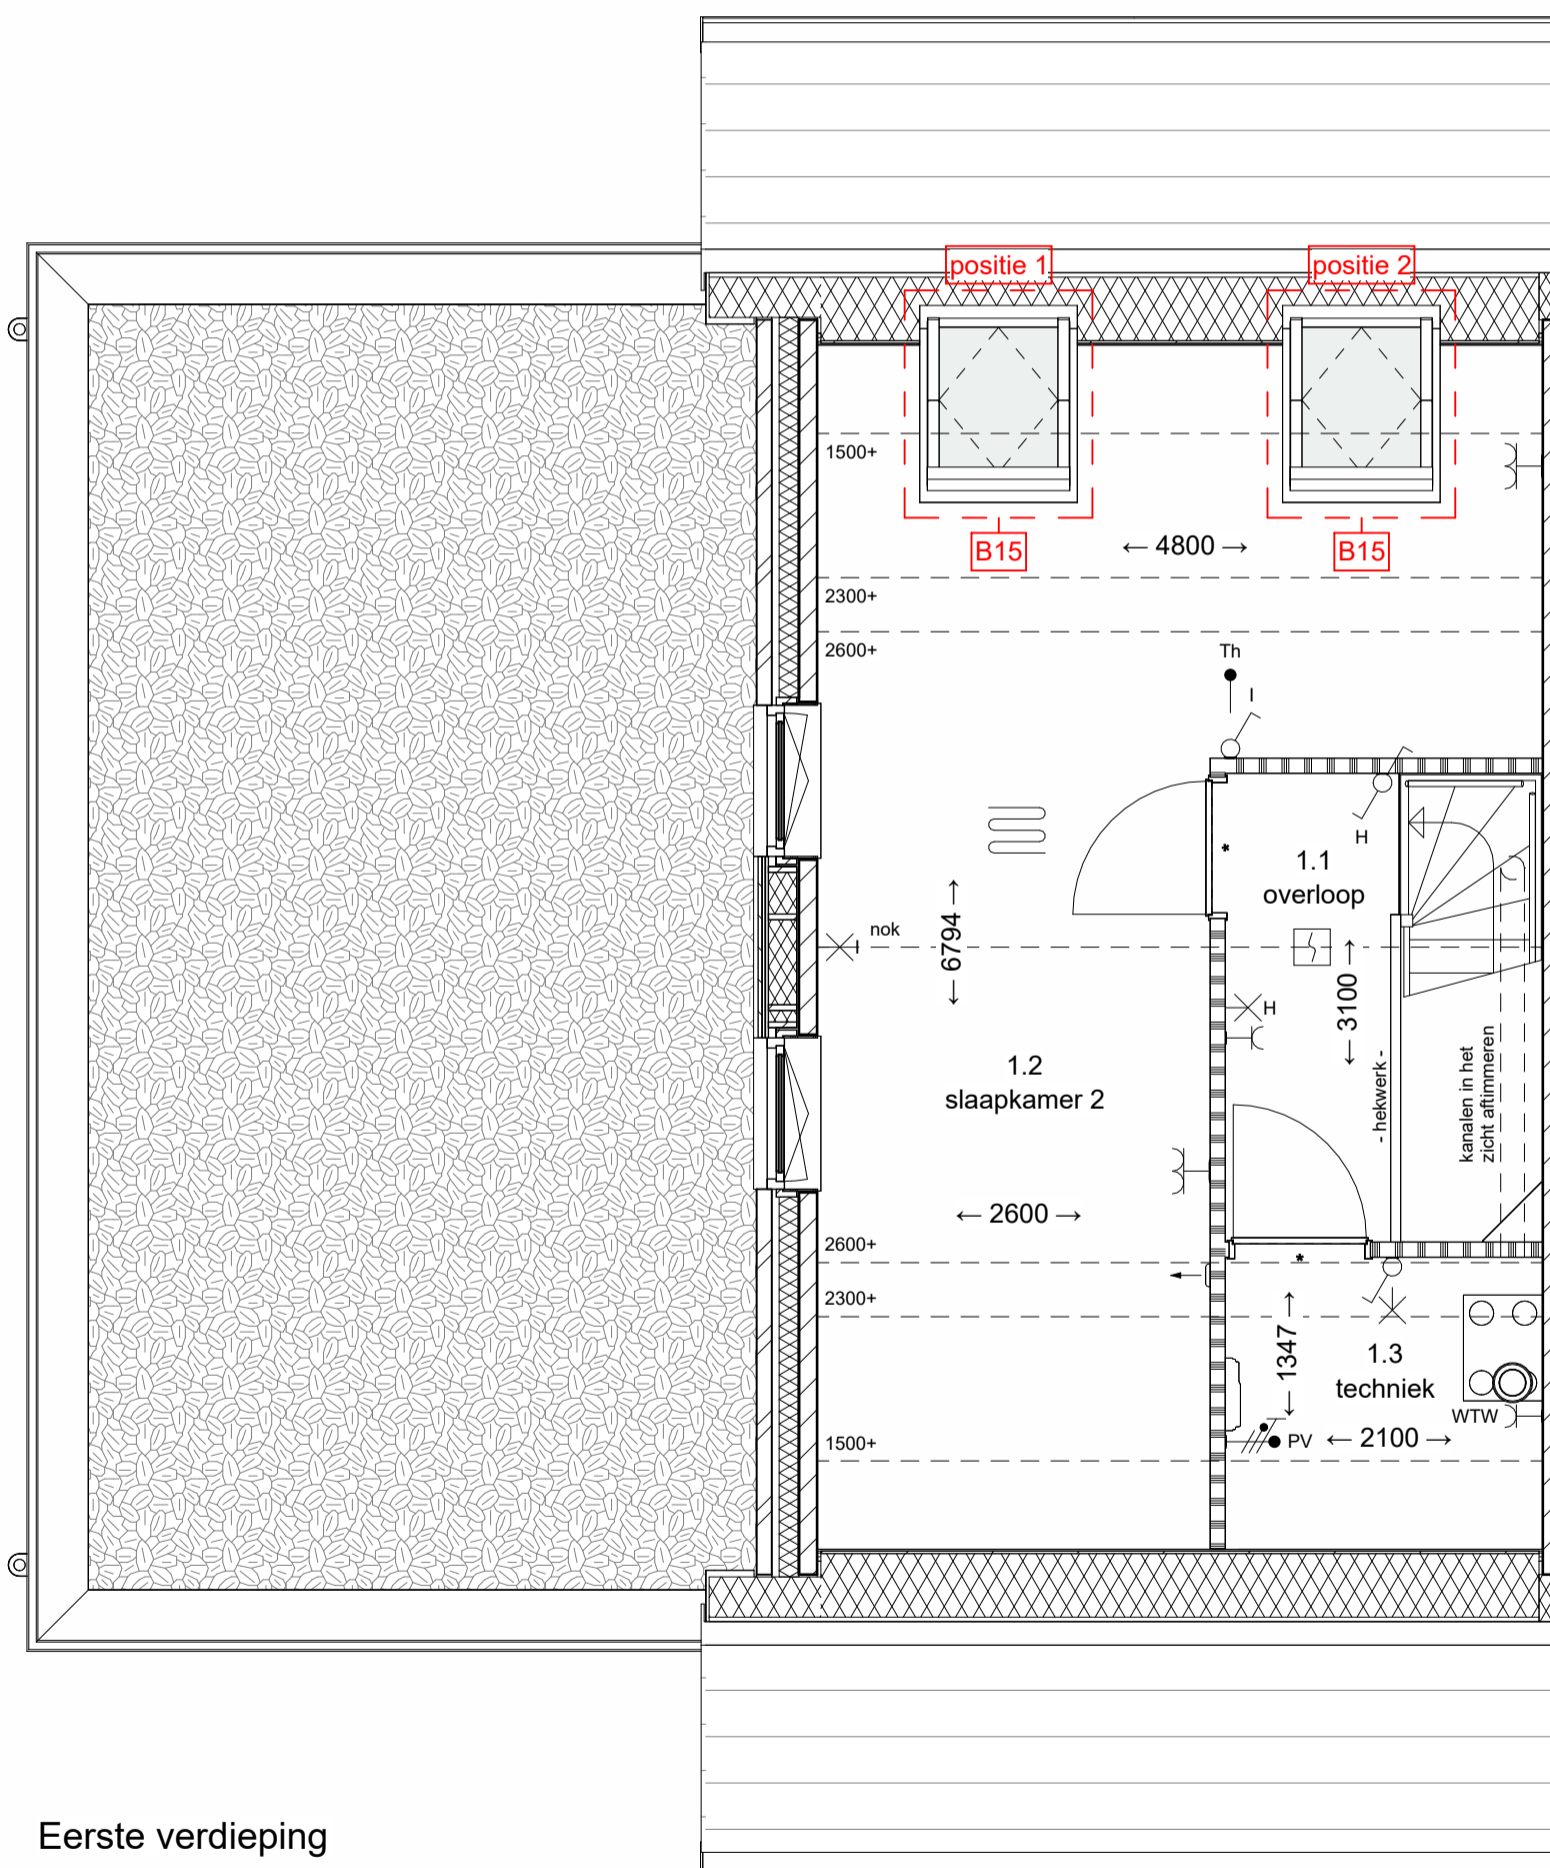 positie 1
positie 2
1500+
B15
B15
← 4800 →
2300+
2600+
Th
I
H
1.1
overloop
nok
← 6794 →
H
← 3100 →
- hekwerk -
kanalen in het
zicht aftimmeren
1.2
slaapkamer 2
← 2600 →
2600+
*
*
2300+
← 1347 →
1.3
techniek
WTW
1500+
PV
← 2100 →
Eerste verdieping